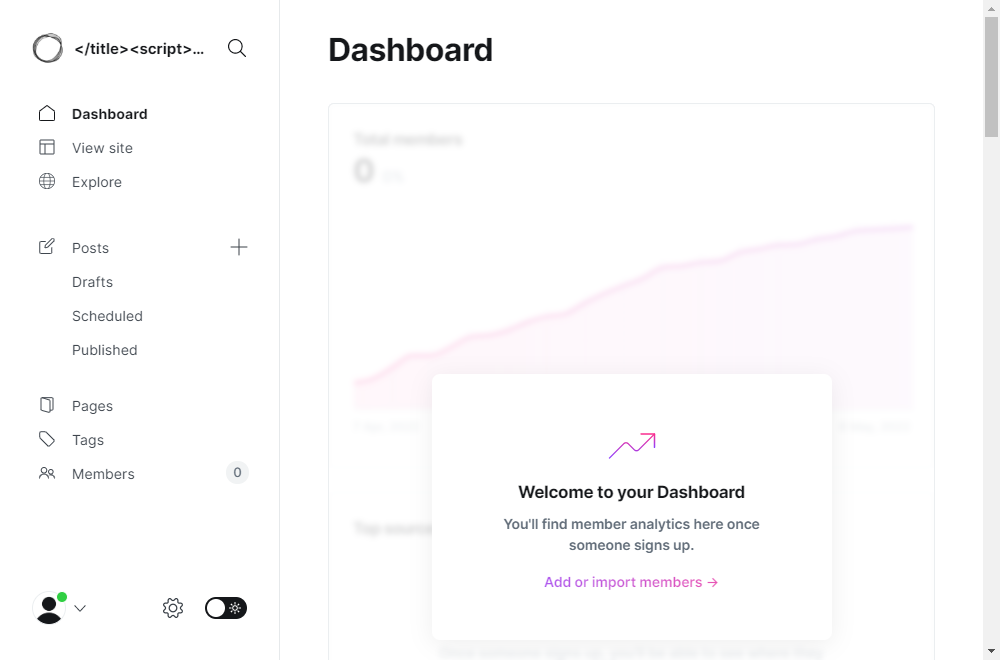 </title><script>...
Dashboard
View site
Explore
Posts
Drafts
Scheduled
Published
Pages
Tags
Members
0
Dashboard
Total members
0
Welcome to your Dashboard
You'll find member analytics here once
someone signs up.
Add or import members →